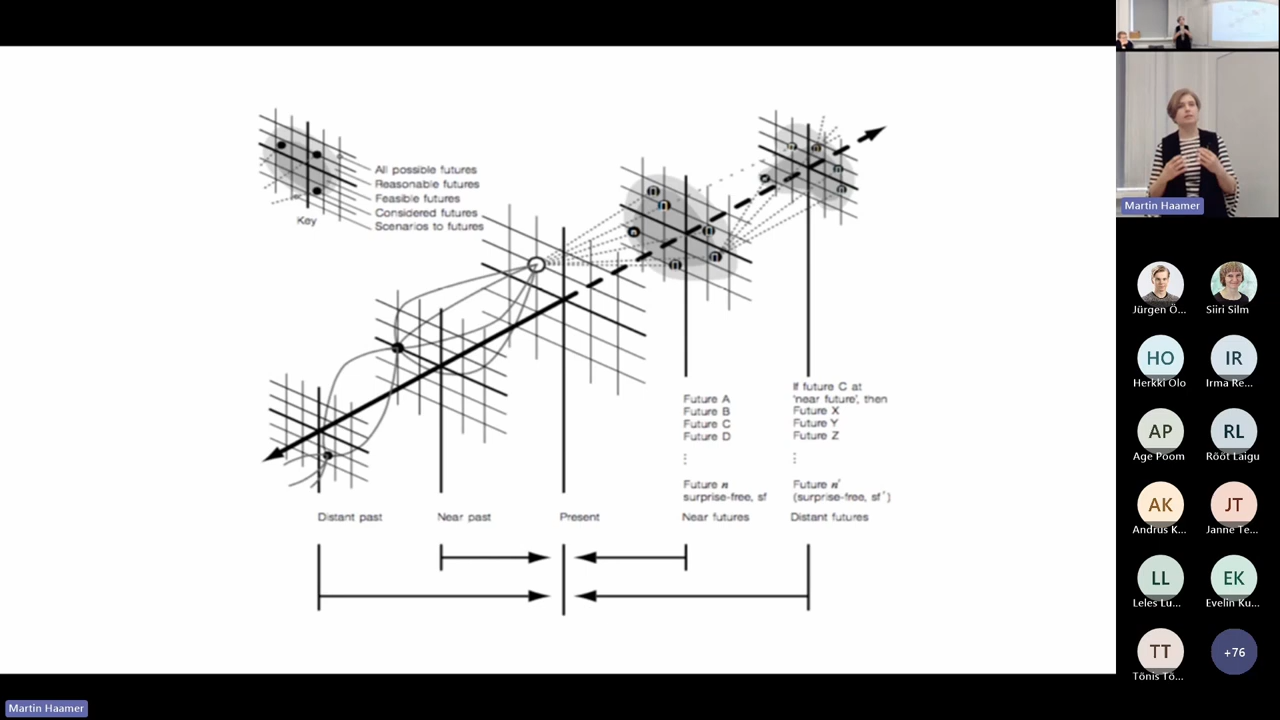 All possible futures
Reasonable futures
Feasible futures
Considered futures
Scenarios to futures
Key
Future A
Future B
Future C
Future D
⋮
Future n
surprise-free, sf
If future C at
'near future', then
Future X
Future Y
Future Z
⋮
Future n'
(surprise-free, sf')
Distant past
Near past
Present
Near futures
Distant futures
Martin Haamer
Jürgen Ö...
Siiri Silm
HO
Herkki Olo
IR
Irma Re...
AP
Age Poom
RL
Rööt Laigu
AK
Andrus K...
JT
Janne Te...
LL
Leles Lu...
EK
Evelin Ku...
TT
Tõnis Tõ...
+76
Martin Haamer